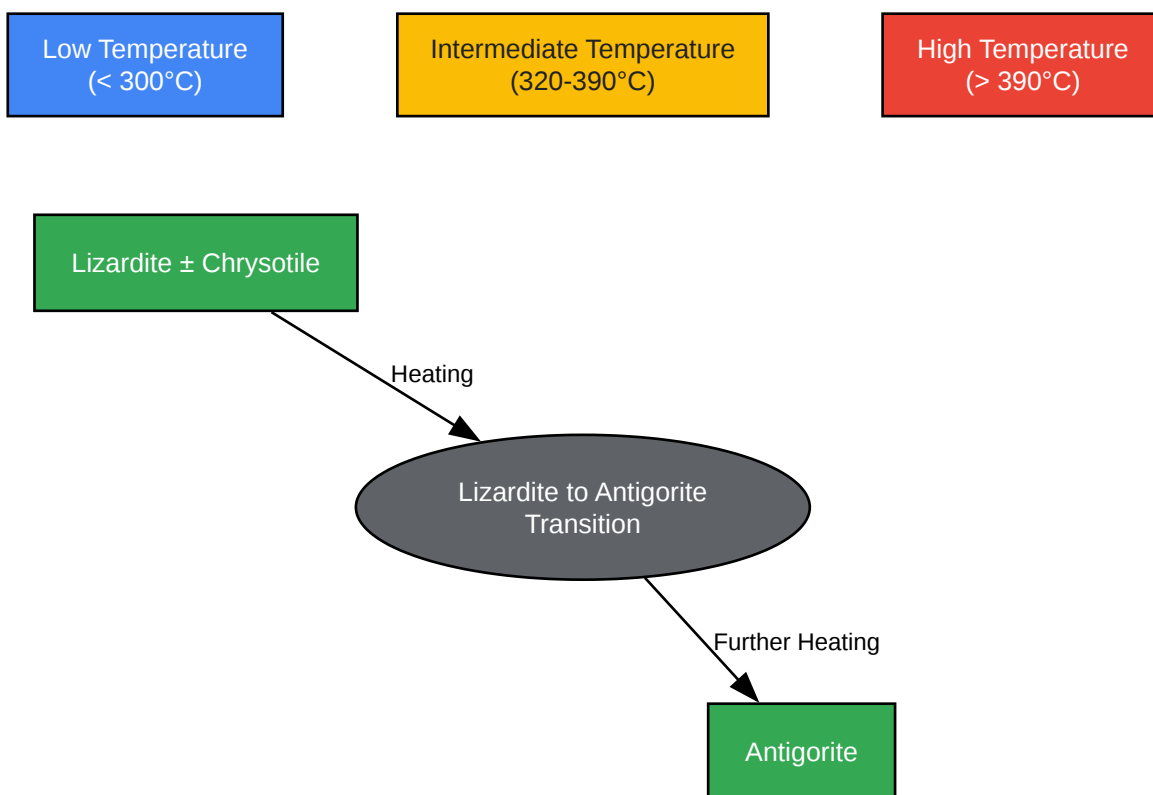 Low Temperature
(< 300°C)
Intermediate Temperature
(320-390°C)
High Temperature
(> 390°C)
Lizardite ± Chrysotile
Heating
Lizardite to Antigorite
Transition
Further Heating
Antigorite